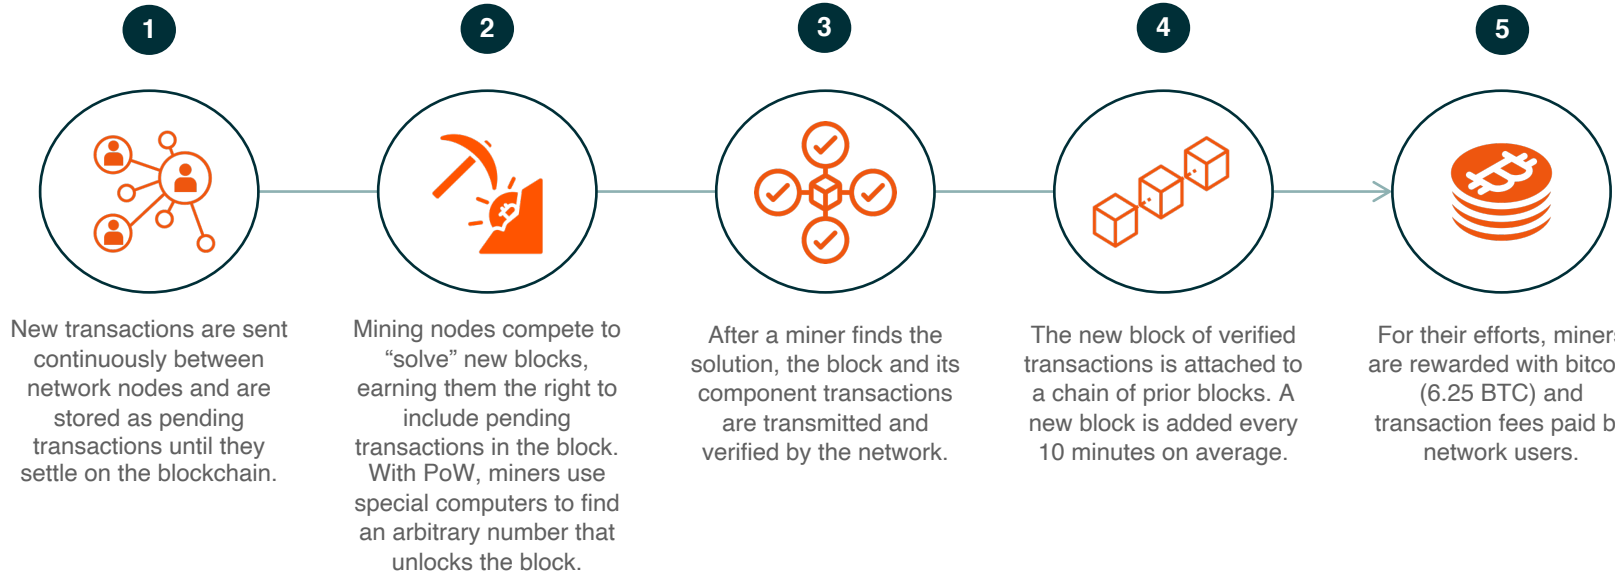 1
New transactions are sent
continuously between
network nodes and are
stored as pending
transactions until they
settle on the blockchain.
2
Mining nodes compete to
“solve” new blocks,
earning them the right to
include pending
transactions in the block.
With PoW, miners use
special computers to find
an arbitrary number that
unlocks the block.
3
After a miner finds the
solution, the block and its
component transactions
are transmitted and
verified by the network.
4
The new block of verified
transactions is attached to
a chain of prior blocks. A
new block is added every
10 minutes on average.
5
For their efforts, miners
are rewarded with
(6.25 BTC) and
transaction fees paid
network users.